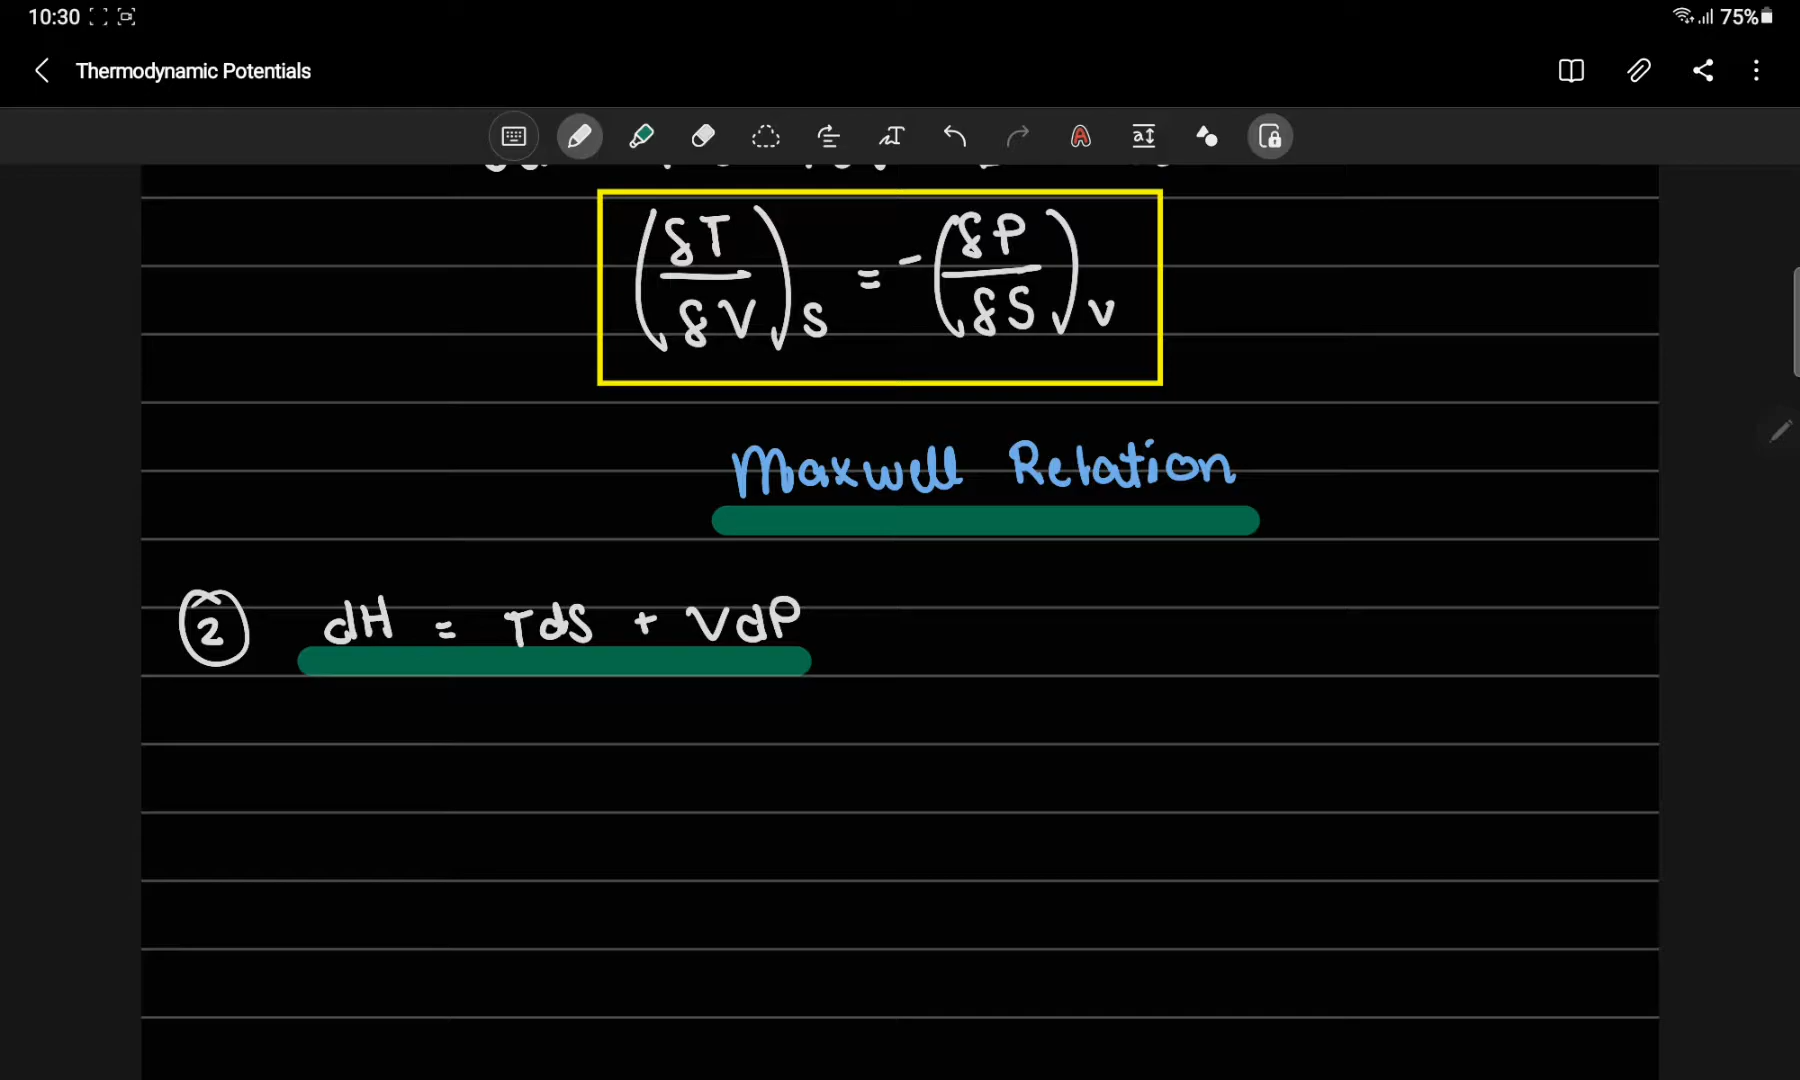 10:30 75%
Thermodynamic Potentials
(δT/δV)S = -(δP/δS)V
Maxwell Relation
② dH = TdS + VdP